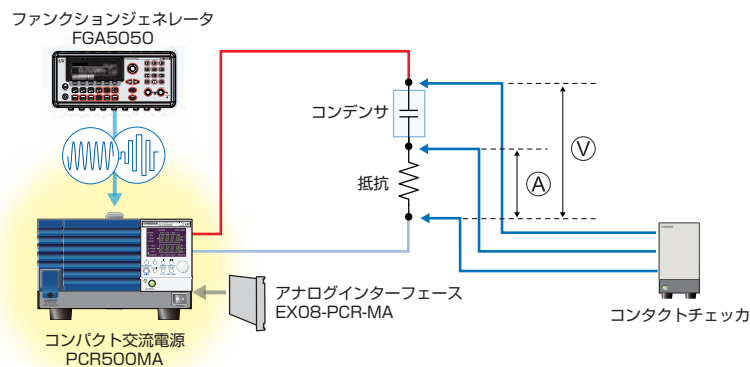 ファンクションジェネレータ
FGA5050
コンデンサ
抵抗
V
A
アナログインターフェース
EX08-PCR-MA
コンタクトチェッカ
コンパクト交流電源
PCR500MA